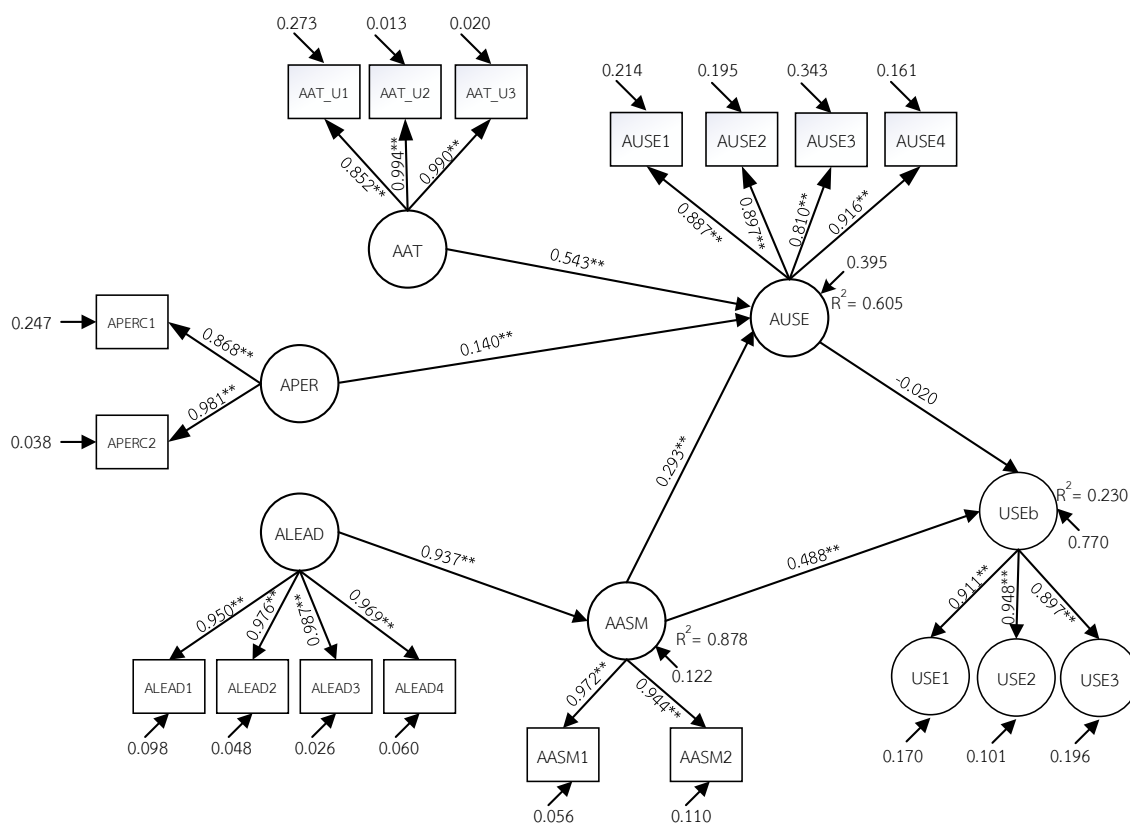 0.273
0.013
0.020
AAT_U1
AAT_U2
AAT_U3
0.852**
0.994**
0.990**
AAT
0.214
0.195
0.343
0.161
AUSE1
AUSE2
AUSE3
AUSE4
0.887**
0.897**
0.810**
0.916**
0.395
R² = 0.605
AUSE
0.543**
0.247
APERC1
0.868**
0.140**
APER
0.981**
0.038
APERC2
-0.020
0.293**
R² = 0.230
USEb
0.770
ALEAD
0.937**
0.488**
0.950**
0.976**
0.987**
0.969**
AASM
R² = 0.878
0.122
0.911**
0.948**
0.897**
ALEAD1
ALEAD2
ALEAD3
ALEAD4
0.098
0.048
0.026
0.060
0.972**
0.944**
USE1
USE2
USE3
0.170
0.101
0.196
AASM1
AASM2
0.056
0.110